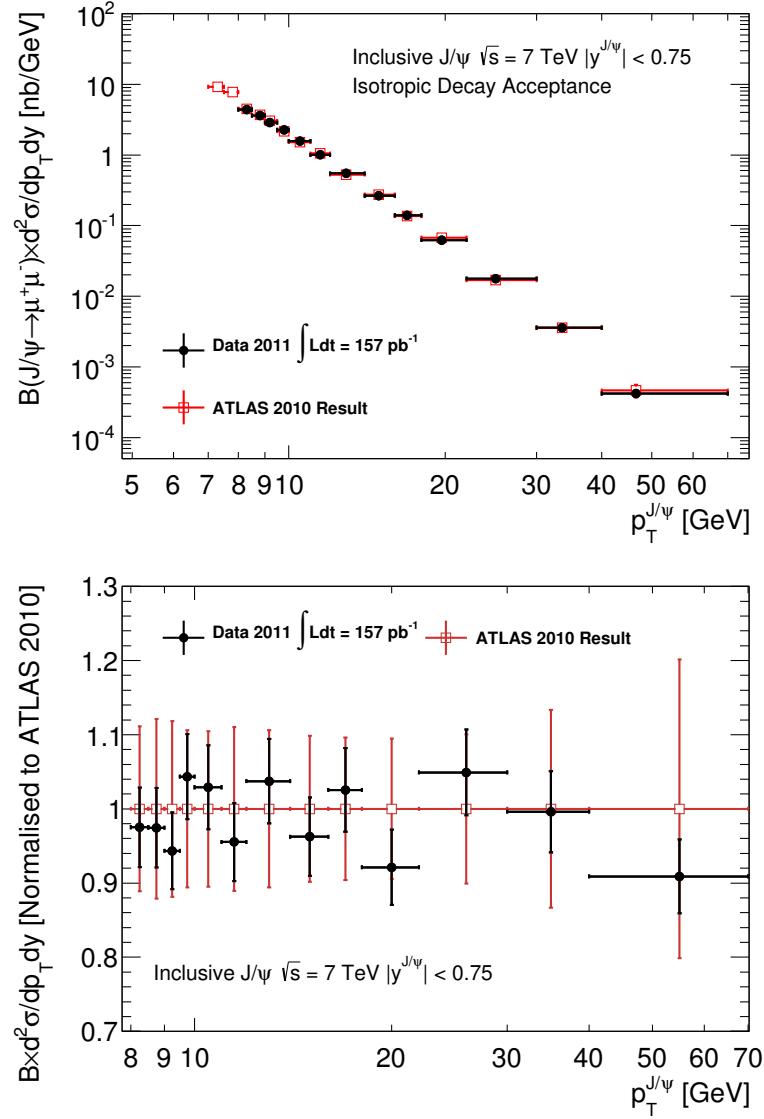 B(J/ψ→μ⁺μ⁻)×d²σ/dp_T dy [nb/GeV]
10²
10
1
10⁻¹
10⁻²
10⁻³
10⁻⁴
Inclusive J/ψ √s = 7 TeV |y^{J/ψ}| < 0.75
Isotropic Decay Acceptance
Data 2011 ∫Ldt = 157 pb⁻¹
ATLAS 2010 Result
5 6 7 8 9 10 20 30 40 50 60
p_T^{J/ψ} [GeV]
B×d²σ/dp_T dy [Normalised to ATLAS 2010]
1.3
1.2
1.1
1
0.9
0.8
0.7
Data 2011 ∫Ldt = 157 pb⁻¹ ATLAS 2010 Result
Inclusive J/ψ √s = 7 TeV |y^{J/ψ}| < 0.75
8 9 10 20 30 40 50 60 70
p_T^{J/ψ} [GeV]